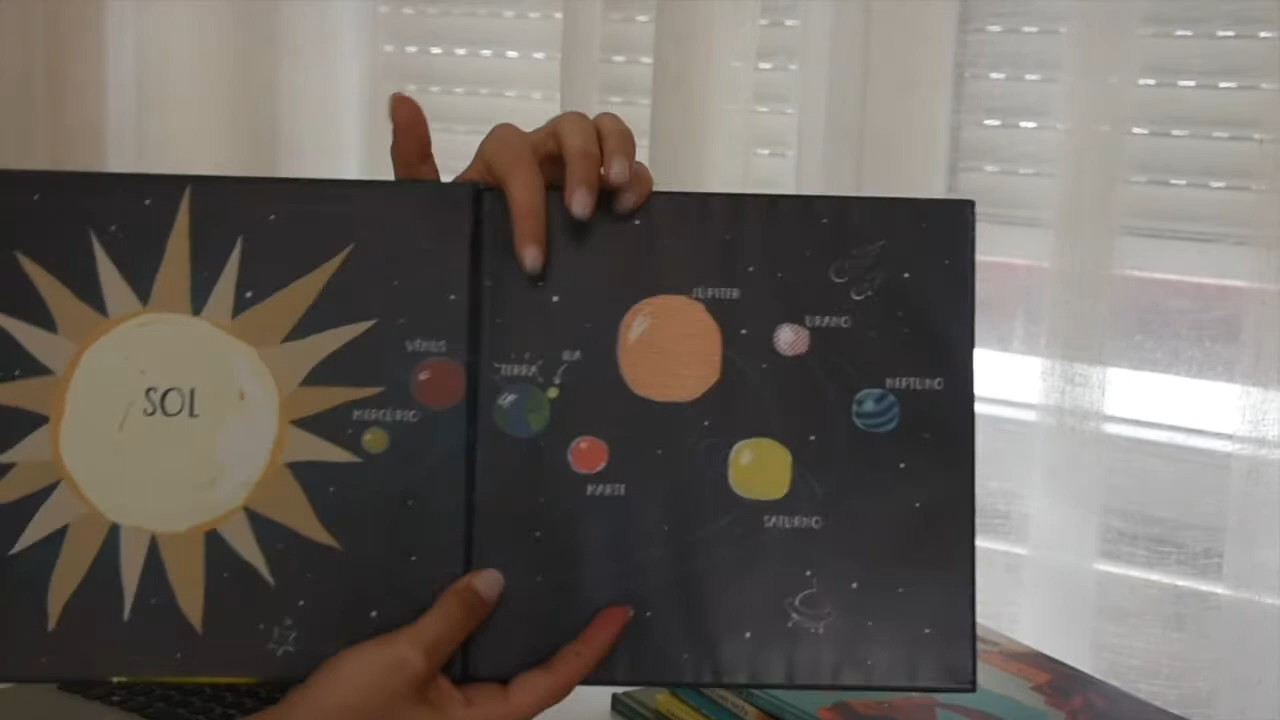 SOL
MERCÚRIO
VÉNUS
TERRA
LUA
MARTE
JÚPITER
SATURNO
URANO
NEPTUNO